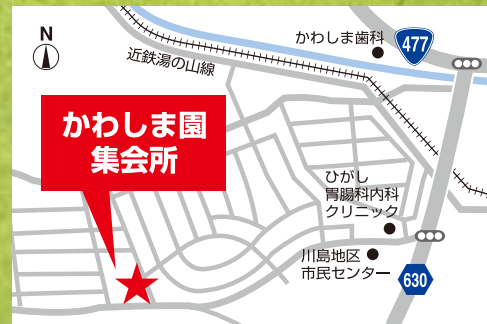 N
かわしま歯科
477
近鉄湯の山線
かわしま園
集会所
ひがし
胃腸科内科
クリニック
川島地区
市民センター
630